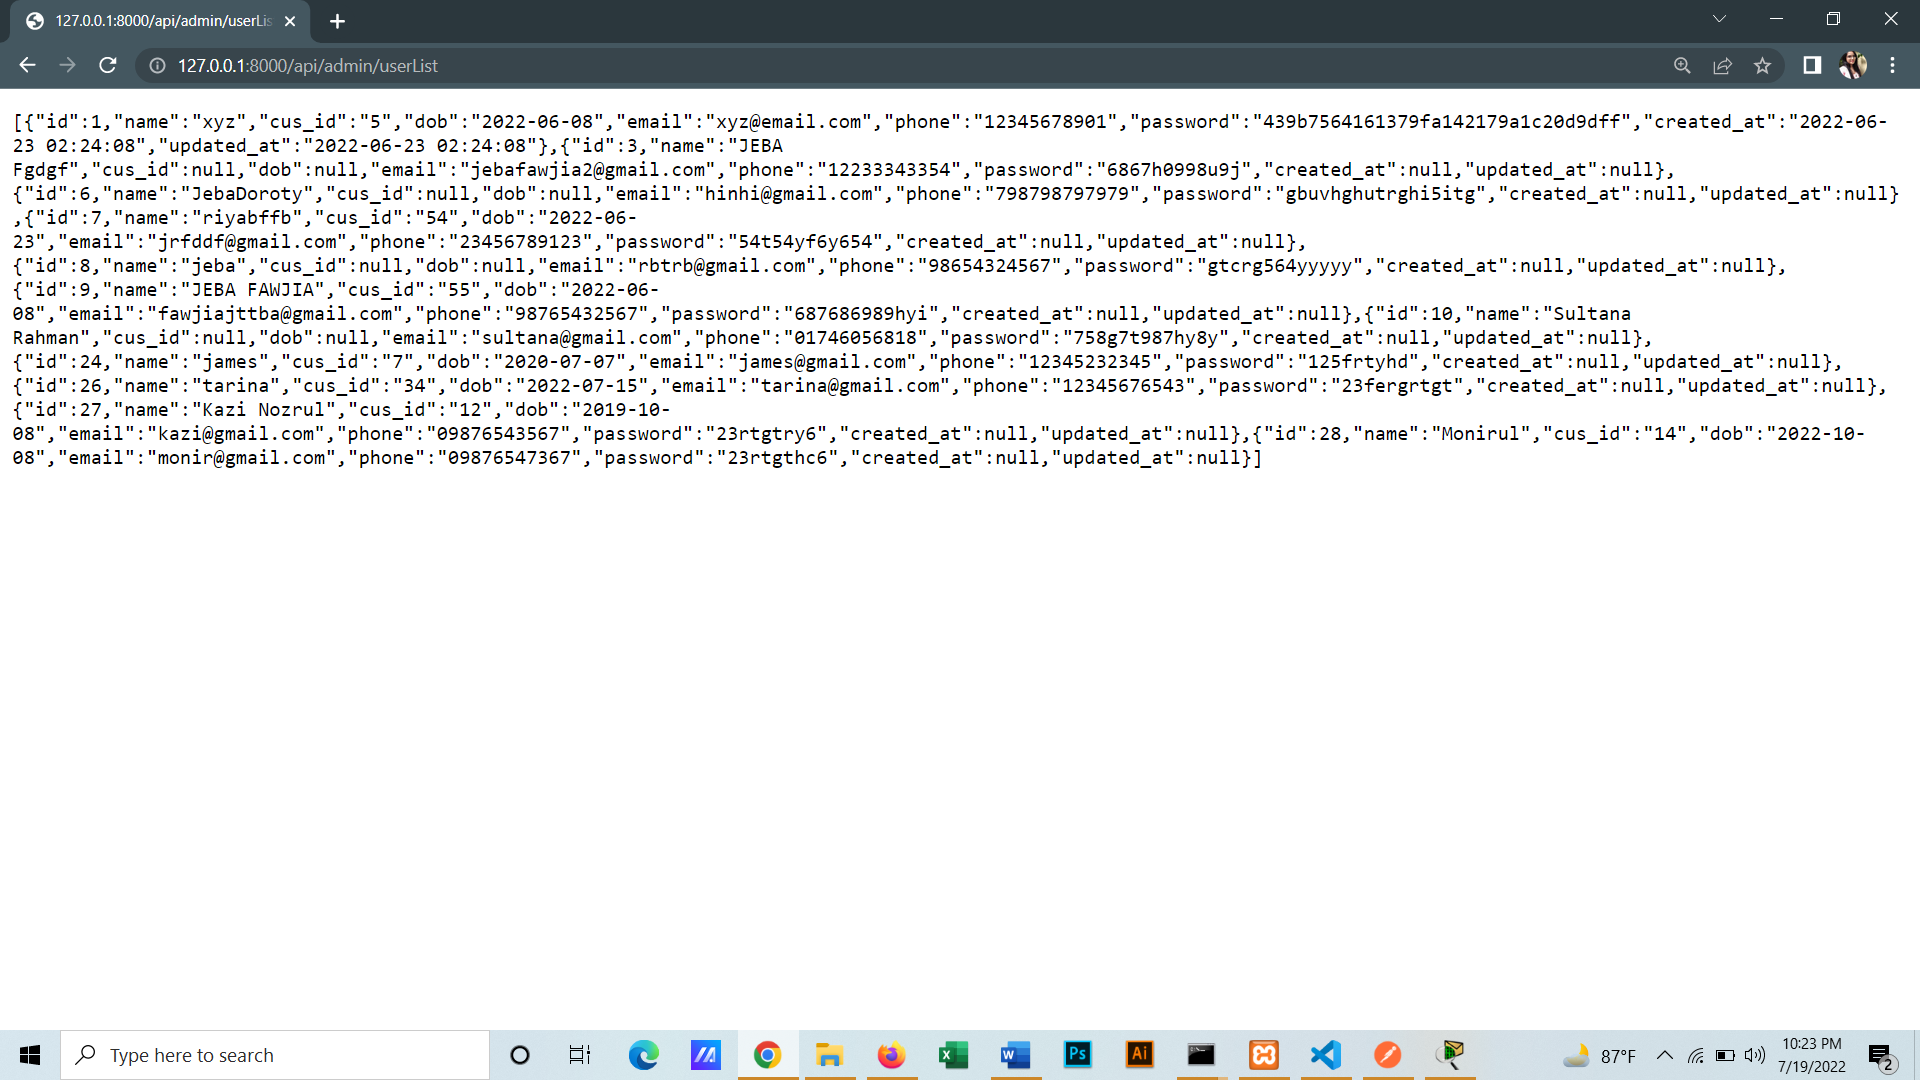 127.0.0.1:8000/api/admin/userLis
127.0.0.1:8000/api/admin/userList
[{"id":1,"name":"xyz","cus_id":"5","dob":"2022-06-08","email":"xyz@email.com","phone":"12345678901","password":"439b7564161379fa142179a1c20d9dff","created_at":"2022-06-
23 02:24:08","updated_at":"2022-06-23 02:24:08"},{"id":3,"name":"JEBA
Fgdgf","cus_id":null,"dob":null,"email":"jebafawjia2@gmail.com","phone":"12233343354","password":"6867h0998u9j","created_at":null,"updated_at":null},
{"id":6,"name":"JebaDoroty","cus_id":null,"dob":null,"email":"hinhi@gmail.com","phone":"798798797979","password":"gbuvhghutrghi5itg","created_at":null,"updated_at":null}
,{"id":7,"name":"riyabffb","cus_id":"54","dob":"2022-06-
23","email":"jrfddf@gmail.com","phone":"23456789123","password":"54t54yf6y654","created_at":null,"updated_at":null},
{"id":8,"name":"jeba","cus_id":null,"dob":null,"email":"rbtrb@gmail.com","phone":"98654324567","password":"gtcrg564yyyyy","created_at":null,"updated_at":null},
{"id":9,"name":"JEBA FAWJIA","cus_id":"55","dob":"2022-06-
08","email":"fawjiajttba@gmail.com","phone":"98765432567","password":"687686989hyi","created_at":null,"updated_at":null},{"id":10,"name":"Sultana
Rahman","cus_id":null,"dob":null,"email":"sultana@gmail.com","phone":"01746056818","password":"758g7t987hy8y","created_at":null,"updated_at":null},
{"id":24,"name":"james","cus_id":"7","dob":"2020-07-07","email":"james@gmail.com","phone":"12345232345","password":"125frtyhd","created_at":null,"updated_at":null},
{"id":26,"name":"tarina","cus_id":"34","dob":"2022-07-15","email":"tarina@gmail.com","phone":"12345676543","password":"23fergrtgt","created_at":null,"updated_at":null},
{"id":27,"name":"Kazi Nozrul","cus_id":"12","dob":"2019-10-
08","email":"kazi@gmail.com","phone":"09876543567","password":"23rtgtry6","created_at":null,"updated_at":null},{"id":28,"name":"Monirul","cus_id":"14","dob":"2022-10-
08","email":"monir@gmail.com","phone":"09876547367","password":"23rtgthc6","created_at":null,"updated_at":null}]
Type here to search
Ps
Ai
87°F
10:23 PM
7/19/2022
2